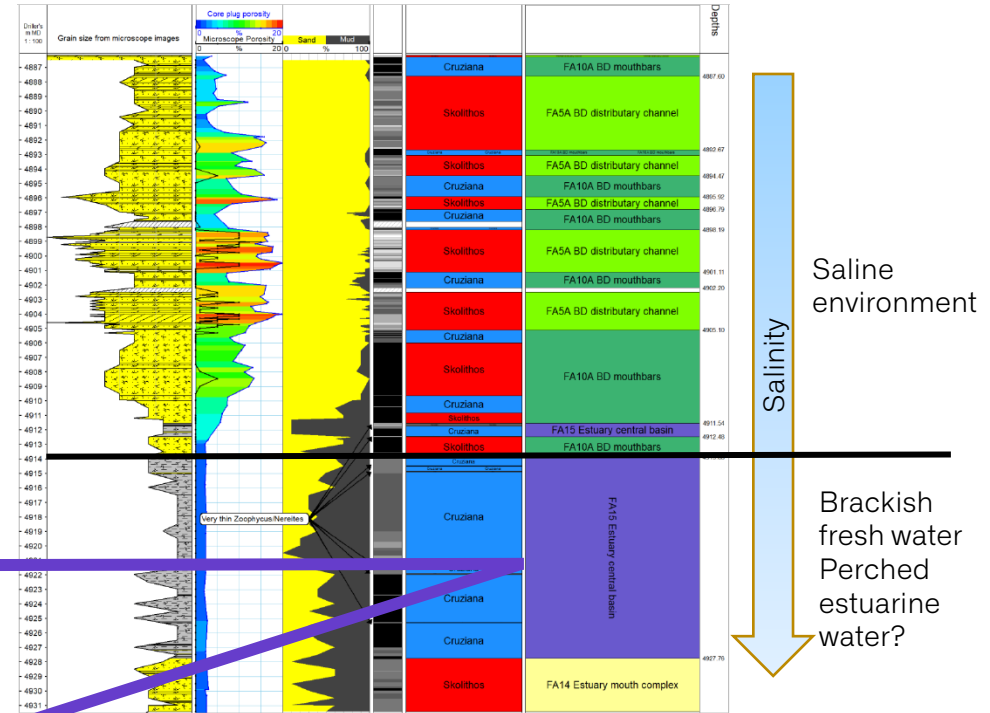 Driller's
m MD
1 : 100
Grain size from microscope images
Core plug porosity
0 % 20
Microscope Porosity
0 % 20
Sand Mud
0 % 100
Depths
4887
4888
4889
4890
4891
4892
4893
4894
4895
4896
4897
4898
4899
4900
4901
4902
4903
4904
4905
4906
4907
4908
4909
4910
4911
4912
4913
4914
4915
4916
4917
4918
4919
4920
4922
4923
4924
4925
4926
4927
4928
4929
4930
4931
Cruziana
Skolithos
Skolithos
Cruziana
Skolithos
Cruziana
Skolithos
Cruziana
Skolithos
Cruziana
Skolithos
Cruziana
Skolithos
Cruziana
Skolithos
Cruziana
Cruziana
Cruziana
Cruziana
Skolithos
Very thin Zoophycus/Nereites
FA10A BD mouthbars
FA5A BD distributary channel
FA5A BD distributary channel
FA10A BD mouthbars
FA5A BD distributary channel
FA10A BD mouthbars
FA5A BD distributary channel
FA10A BD mouthbars
FA5A BD distributary channel
FA10A BD mouthbars
FA15 Estuary central basin
FA10A BD mouthbars
FA15 Estuary central basin
FA14 Estuary mouth complex
4887.60
4892.67
4894.47
4895.92
4896.79
4898.19
4901.11
4902.20
4905.10
4911.54
4912.48
4927.76
Salinity
Saline
environment
Brackish
fresh water
Perched
estuarine
water?